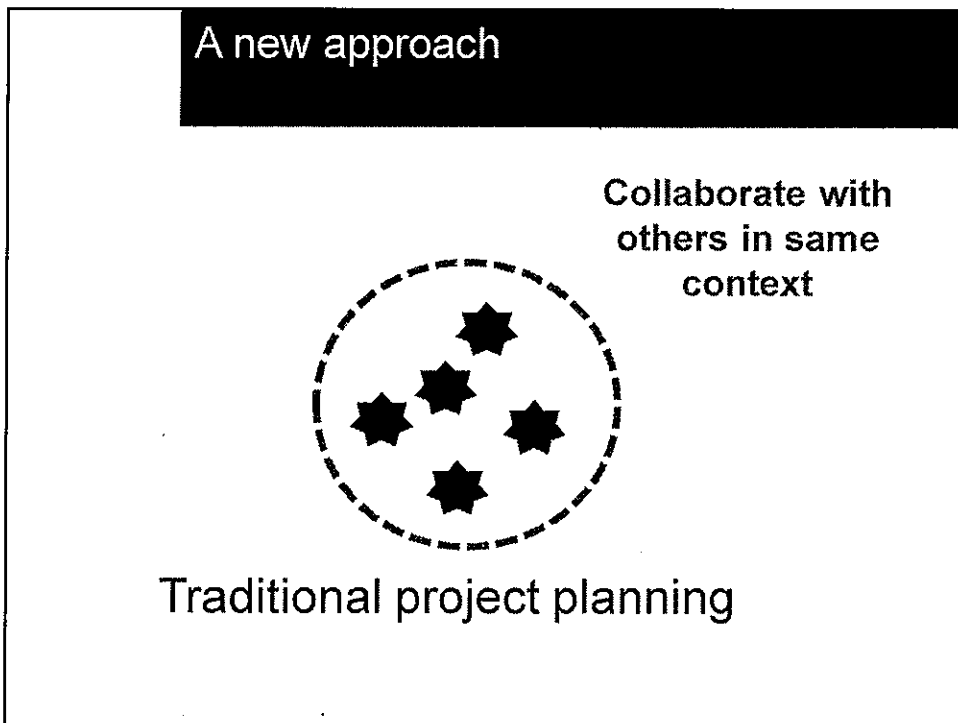 A new approach
Collaborate with
others in same
context
Traditional project planning